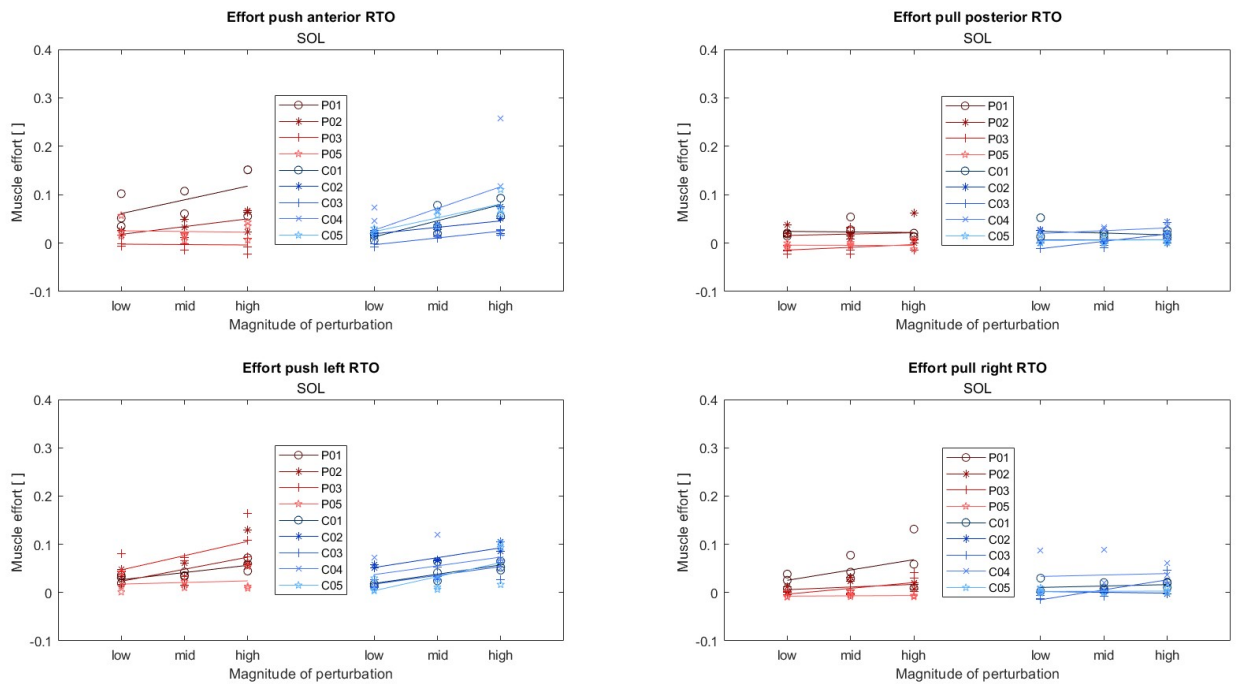 Effort push anterior RTO
SOL
0.4
0.3
0.2
0.1
0
-0.1
Muscle effort [ ]
P01
P02
P03
P05
C01
C02
C03
C04
C05
low mid high low mid high
Magnitude of perturbation
Effort pull posterior RTO
SOL
0.4
0.3
0.2
0.1
0
-0.1
Muscle effort [ ]
P01
P02
P03
P05
C01
C02
C03
C04
C05
low mid high low mid high
Magnitude of perturbation
Effort push left RTO
SOL
0.4
0.3
0.2
0.1
0
-0.1
Muscle effort [ ]
P01
P02
P03
P05
C01
C02
C03
C04
C05
low mid high low mid high
Magnitude of perturbation
Effort pull right RTO
SOL
0.4
0.3
0.2
0.1
0
-0.1
Muscle effort [ ]
P01
P02
P03
P05
C01
C02
C03
C04
C05
low mid high low mid high
Magnitude of perturbation